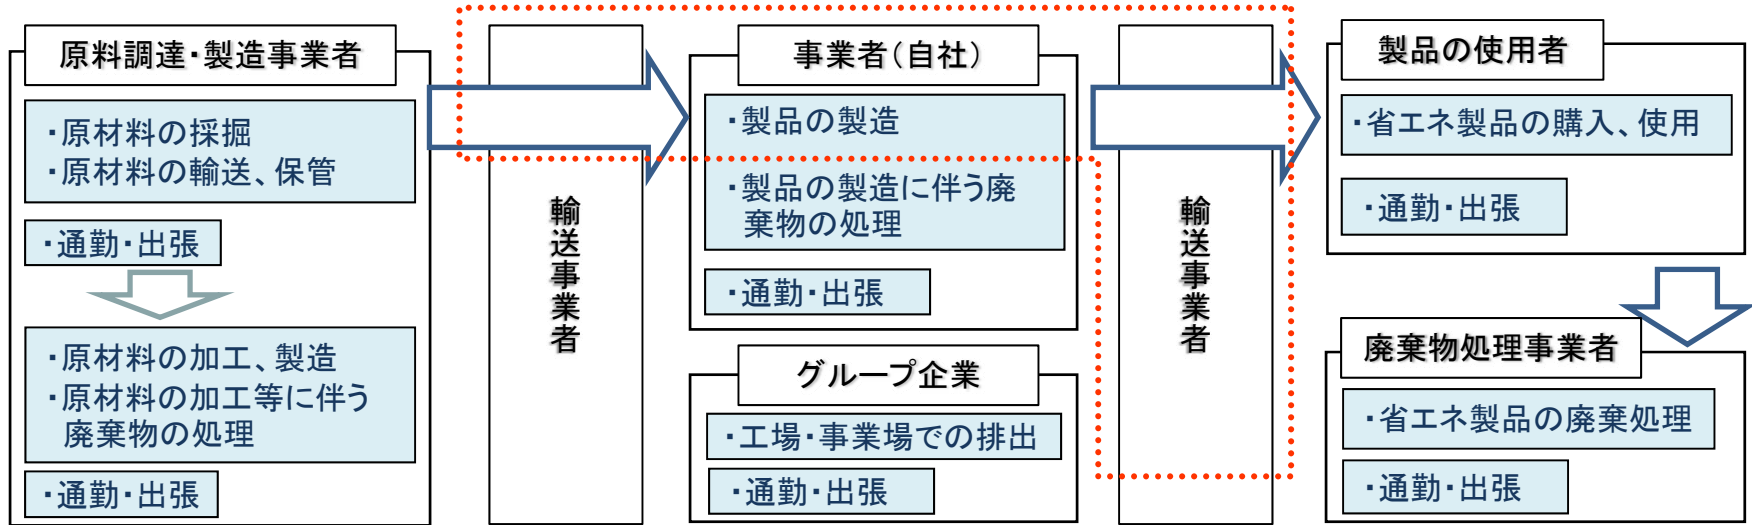 原料調達・製造事業者
・原材料の採掘
・原材料の輸送、保管
・通勤・出張
・原材料の加工、製造
・原材料の加工等に伴う
廃棄物の処理
・通勤・出張
輸送事業者
事業者（自社）
・製品の製造
・製品の製造に伴う廃
棄物の処理
・通勤・出張
グループ企業
・工場・事業場での排出
・通勤・出張
輸送事業者
製品の使用者
・省エネ製品の購入、使用
・通勤・出張
廃棄物処理事業者
・省エネ製品の廃棄処理
・通勤・出張